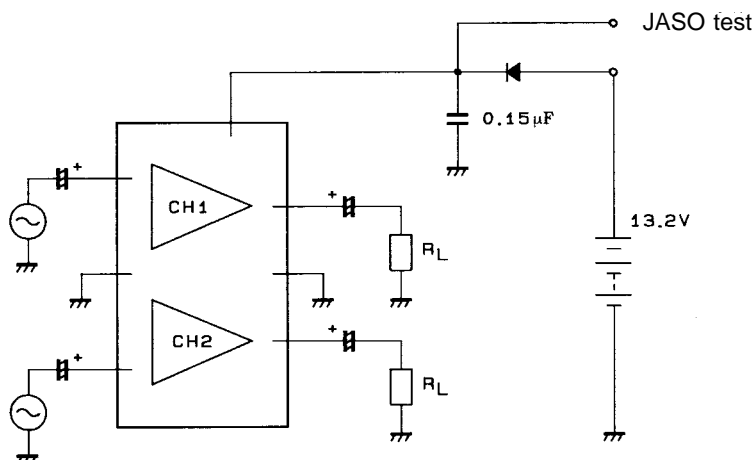 JASO test
0.15μF
CH1
+
+
RL
13.2V
CH2
+
+
RL